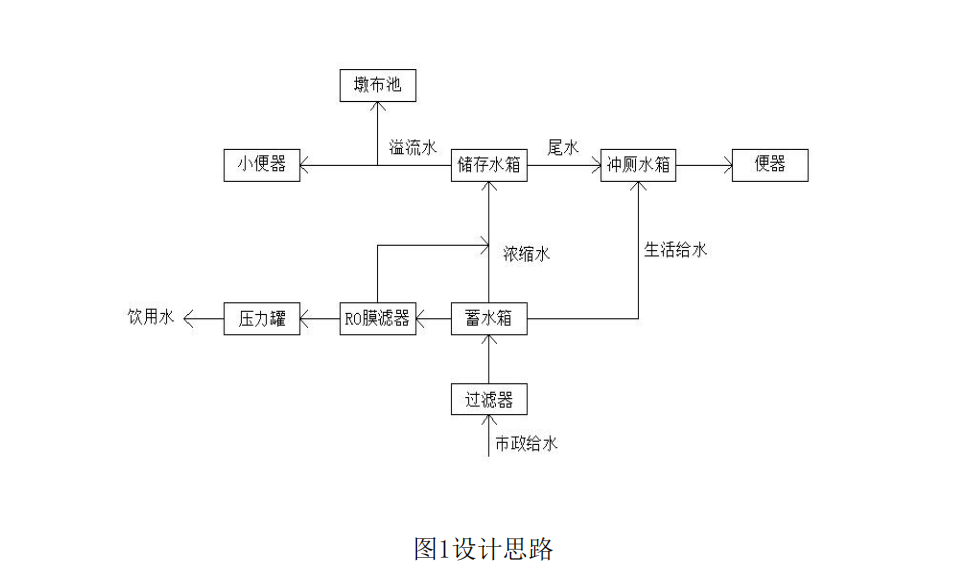 墩布池
溢流水
尾水
小便器
储存水箱
冲厕水箱
便器
浓缩水
生活给水
饮用水
压力罐
RO膜滤器
蓄水箱
过滤器
市政给水
图1设计思路